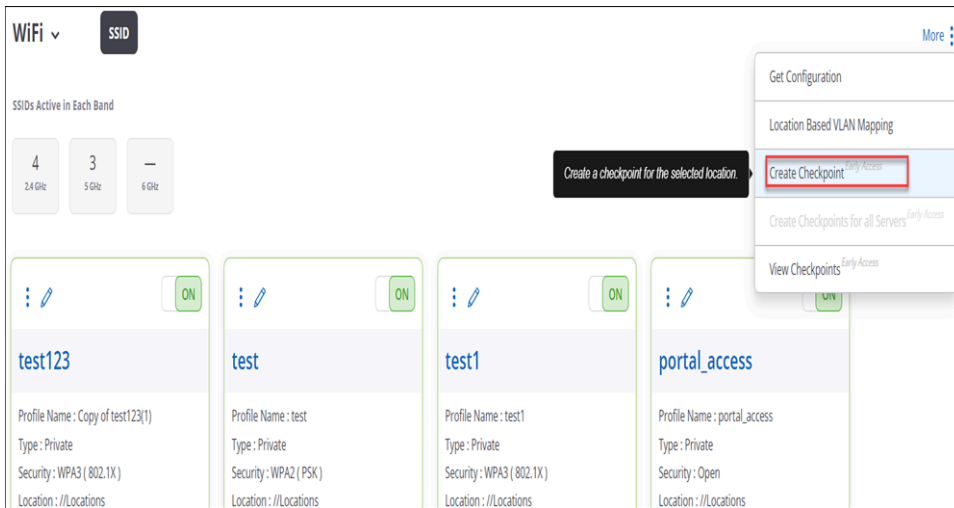 WiFi
SSID
More
SSIDs Active in Each Band
4
2.4 GHz
3
5 GHz
—
6 GHz
Get Configuration
Location Based VLAN Mapping
Create a checkpoint for the selected location.
Create Checkpoint Early Access
Create Checkpoints for all Servers Early Access
View Checkpoints Early Access
ON
test123
Profile Name : Copy of test123(1)
Type : Private
Security : WPA3 ( 802.1X )
Location : //Locations
ON
test
Profile Name : test
Type : Private
Security : WPA2 ( PSK )
Location : //Locations
ON
test1
Profile Name : test1
Type : Private
Security : WPA3 ( 802.1X )
Location : //Locations
ON
portal_access
Profile Name : portal_access
Type : Private
Security : Open
Location : //Locations